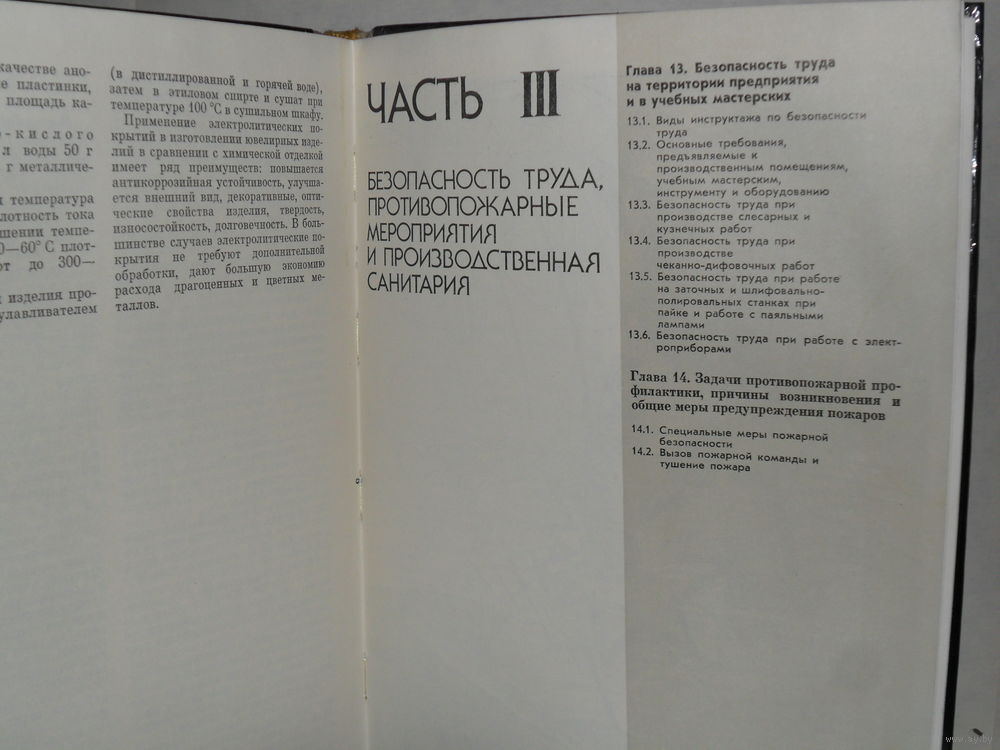 качестве ано-
е пластинки,
площадь ка-
о-кислого
л воды 50 г
г металличе-
температура
лотность тока
шении темпе-
0—60° С плот-
от до 300—
изделия про-
улавливателем
(в дистиллированной и горячей воде),
затем в этиловом спирте и сушат при
температуре 100 °С в сушильном шкафу.
Применение электролитических по-
крытий в изготовлении ювелирных изде-
лий в сравнении с химической отделкой
имеет ряд преимуществ: повышается
антикоррозийная устойчивость, улучша-
ется внешний вид, декоративные, опти-
ческие свойства изделия, твердость,
износостойкость, долговечность. В боль-
шинстве случаев электролитические по-
крытия не требуют дополнительной
обработки, дают большую экономию
расхода драгоценных и цветных ме-
таллов.
ЧАСТЬ III
БЕЗОПАСНОСТЬ ТРУДА,
ПРОТИВОПОЖАРНЫЕ
МЕРОПРИЯТИЯ
И ПРОИЗВОДСТВЕННАЯ
САНИТАРИЯ
Глава 13. Безопасность труда
на территории предприятия
и в учебных мастерских
13.1. Виды инструктажа по безопасности
труда
13.2. Основные требования,
предъявляемые к
производственным помещениям,
учебным мастерским,
инструменту и оборудованию
13.3. Безопасность труда при
производстве слесарных и
кузнечных работ
13.4. Безопасность труда при
производстве
чеканно-дифовочных работ
13.5. Безопасность труда при работе
на заточных и шлифовально-
полировальных станках при
пайке и работе с паяльными
лампами
13.6. Безопасность труда при работе с элект-
роприборами
Глава 14. Задачи противопожарной про-
филактики, причины возникновения и
общие меры предупреждения пожаров
14.1. Специальные меры пожарной
безопасности
14.2. Вызов пожарной команды и
тушение пожара
www.ay.by